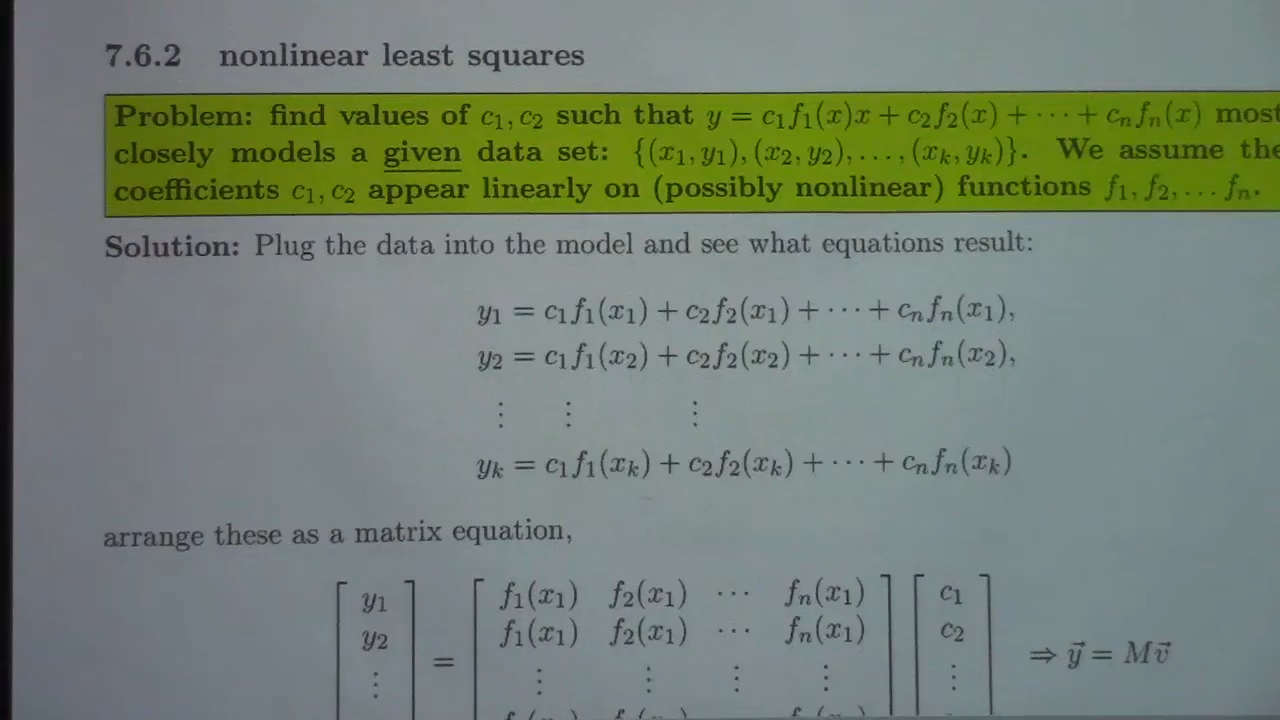 7.6.2 nonlinear least squares
Problem: find values of c₁, c₂ such that y = c₁f₁(x)x + c₂f₂(x) + ··· + cₙfₙ(x) most
closely models a given data set: {(x₁, y₁), (x₂, y₂), . . . , (xₖ, yₖ)}. We assume the
coefficients c₁, c₂ appear linearly on (possibly nonlinear) functions f₁, f₂, . . . fₙ.
Solution: Plug the data into the model and see what equations result:
y₁ = c₁f₁(x₁) + c₂f₂(x₁) + ··· + cₙfₙ(x₁),
y₂ = c₁f₁(x₂) + c₂f₂(x₂) + ··· + cₙfₙ(x₂),
⋮ ⋮ ⋮
yₖ = c₁f₁(xₖ) + c₂f₂(xₖ) + ··· + cₙfₙ(xₖ)
arrange these as a matrix equation,
y₁ f₁(x₁) f₂(x₁) ··· fₙ(x₁) c₁
y₂ f₁(x₁) f₂(x₁) ··· fₙ(x₁) c₂
= ⇒ y⃗ = Mv⃗
⋮ ⋮ ⋮ ⋮ ⋮ ⋮